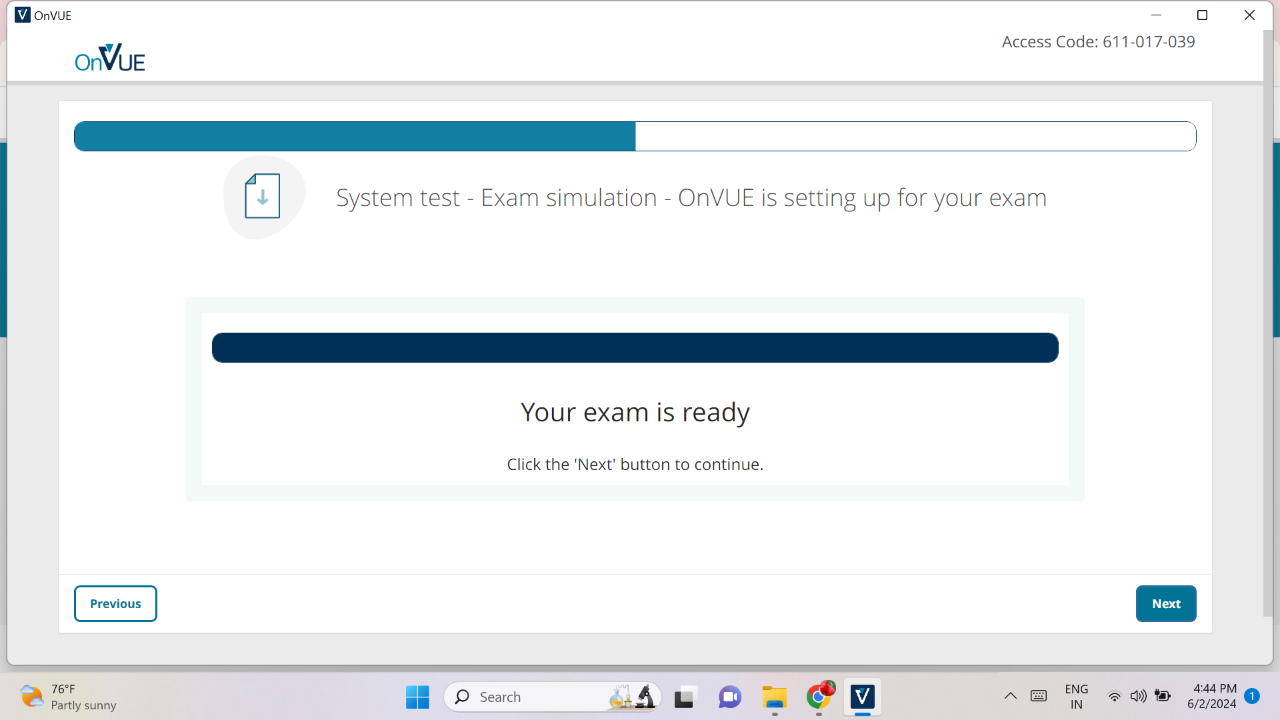 OnVUE
Access Code: 611-017-039
OnVUE
System test - Exam simulation - OnVUE is setting up for your exam
Your exam is ready
Click the 'Next' button to continue.
Previous
Next
76°F
Partly sunny
Search
ENG
IN
4:44 PM
6/2/2024
1